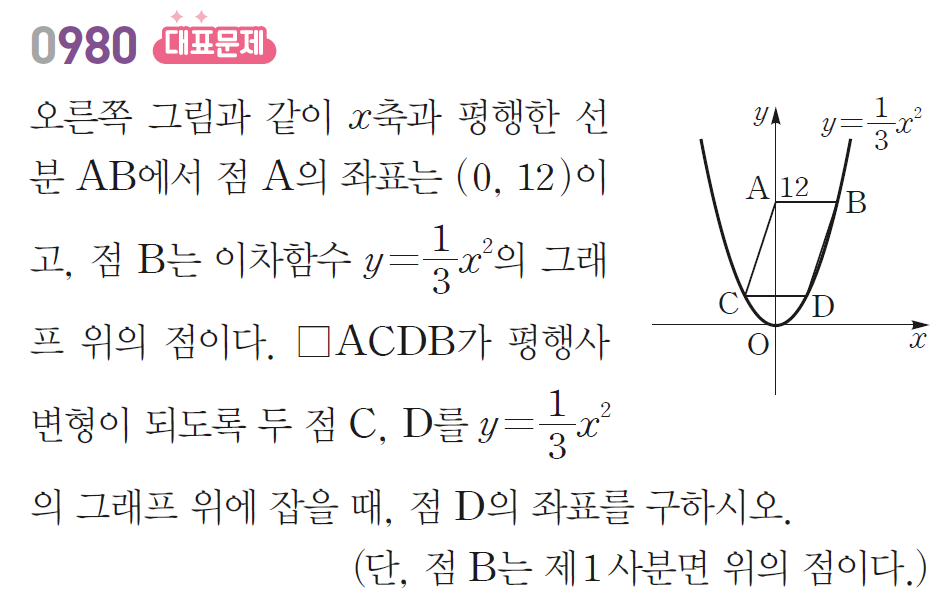 0980 대표문제
오른쪽 그림과 같이 x축과 평행한 선
분 AB에서 점 A의 좌표는 (0, 12)이
고, 점 B는 이차함수 y=1/3x²의 그래
프 위의 점이다. □ACDB가 평행사
변형이 되도록 두 점 C, D를 y=1/3x²
의 그래프 위에 잡을 때, 점 D의 좌표를 구하시오.
(단, 점 B는 제1사분면 위의 점이다.)
y
y=1/3x²
A 12 B
C D
O x